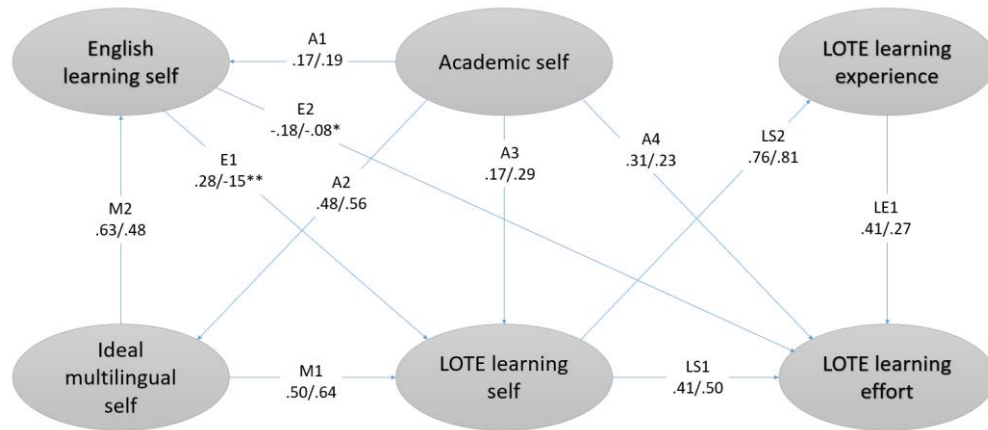 English
learning self
A1
.17/.19
Academic self
LOTE learning
experience
E2
-.18/-.08*
E1
.28/-15**
A2
.48/.56
A3
.17/.29
A4
.31/.23
LS2
.76/.81
M2
.63/.48
LE1
.41/.27
Ideal
multilingual
self
M1
.50/.64
LOTE learning
self
LS1
.41/.50
LOTE learning
effort